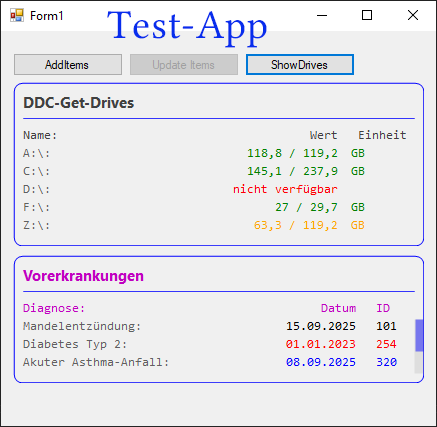 Form1
Test-App
AddItems Update Items ShowDrives
DDC-Get-Drives
Name: Wert Einheit
A:\: 118,8 / 119,2 GB
C:\: 145,1 / 237,9 GB
D:\: nicht verfügbar
F:\: 27 / 29,7 GB
Z:\: 63,3 / 119,2 GB
Vorerkrankungen
Diagnose: Datum ID
Mandelentzündung: 15.09.2025 101
Diabetes Typ 2: 01.01.2023 254
Akuter Asthma-Anfall: 08.09.2025 320